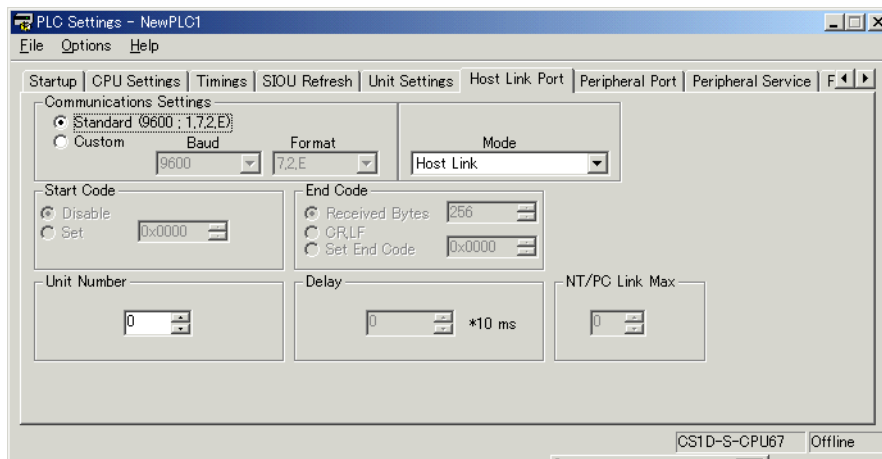 PLC Settings - NewPLC1
File Options Help
Startup CPU Settings Timings SIOU Refresh Unit Settings Host Link Port Peripheral Port Peripheral Service F
Communications Settings
Standard (9600 ; 1,7,2,E)
Custom Baud Format Mode
9600 7,2,E Host Link
Start Code End Code
Disable Received Bytes 256
Set 0x0000 CR,LF
Set End Code 0x0000
Unit Number Delay NT/PC Link Max
0 0 *10 ms 0
CS1D-S-CPU67 Offline